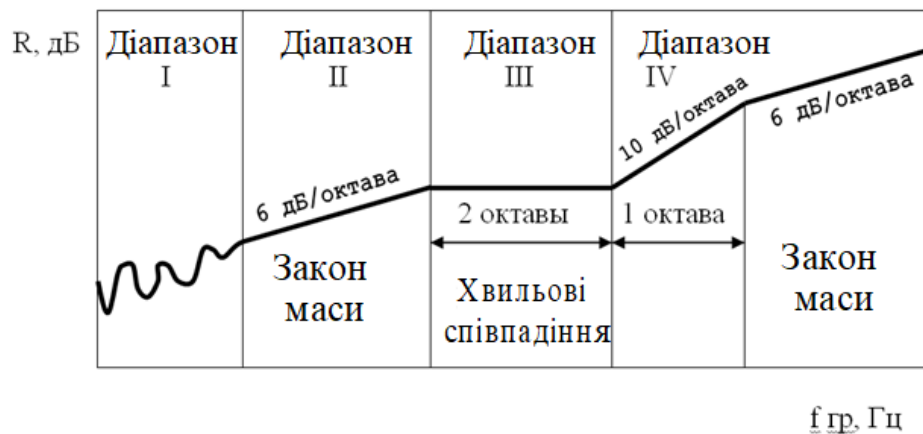 R, дБ
Діапазон
I
Діапазон
II
Діапазон
III
Діапазон
IV
6 дБ/октава
10 дБ/октава
6 дБ/октава
2 октавы
1 октава
Закон
маси
Хвильові
співпадіння
Закон
маси
f гр, Гц